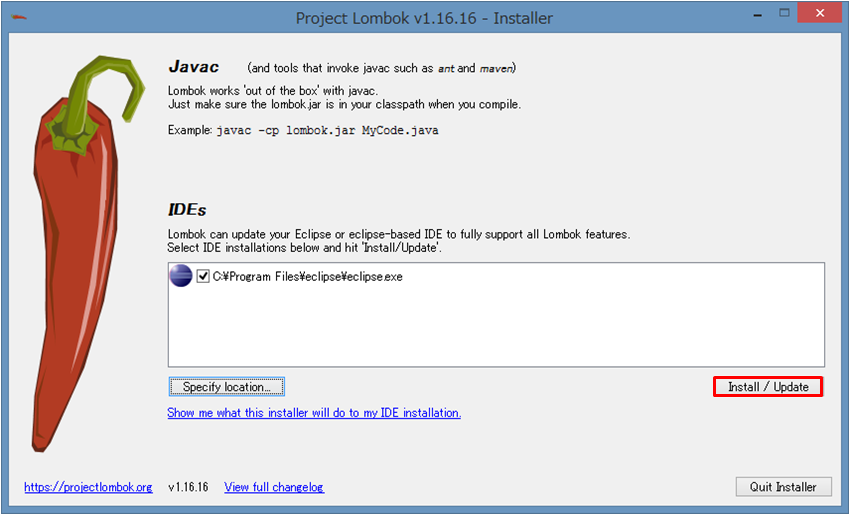 Project Lombok v1.16.16 - Installer
Javac (and tools that invoke javac such as ant and maven)
Lombok works 'out of the box' with javac.
Just make sure the lombok.jar is in your classpath when you compile.
Example: javac -cp lombok.jar MyCode.java
IDEs
Lombok can update your Eclipse or eclipse-based IDE to fully support all Lombok features.
Select IDE installations below and hit 'Install/Update'.
C:¥Program Files¥eclipse¥eclipse.exe
Specify location... Install / Update
Show me what this installer will do to my IDE installation.
https://projectlombok.org v1.16.16 View full changelog Quit Installer